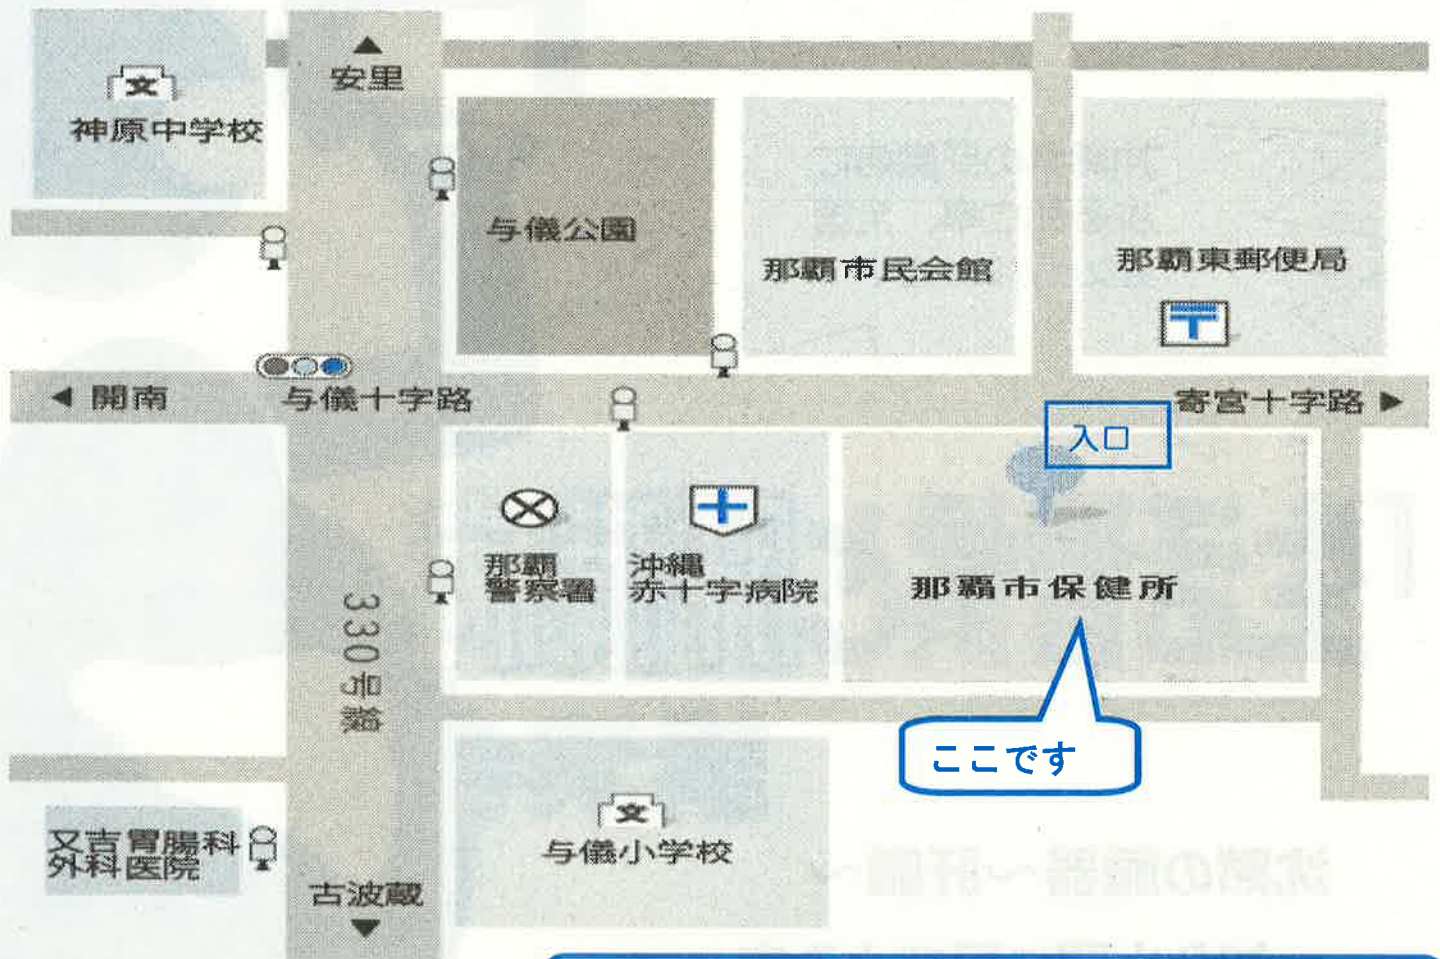 安里
文
神原中学校
与儀公園
那覇市民会館
那覇東郵便局
〒
開南
与儀十字路
寄宮十字路
入口
那覇
警察署
沖縄
赤十字病院
那覇市保健所
330号線
ここです
又吉胃腸科
外科医院
文
与儀小学校
古波蔵